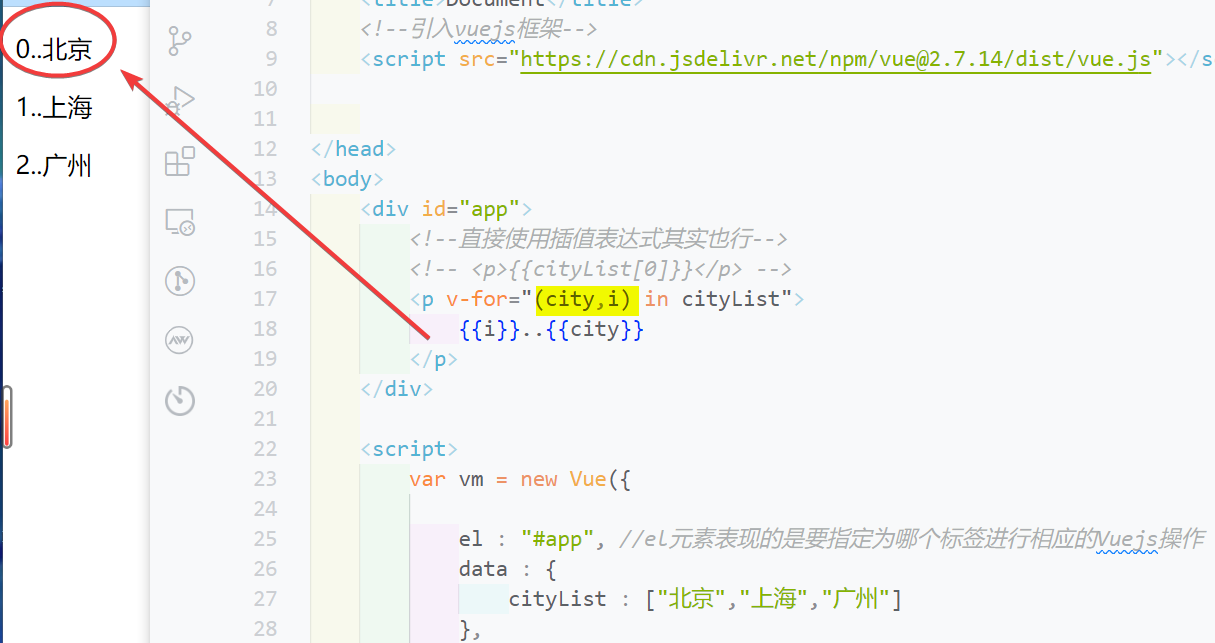 0..北京
1..上海
2..广州
7 <title>Document</title>
8 <!--引入vuejs框架-->
9 <script src="https://cdn.jsdelivr.net/npm/vue@2.7.14/dist/vue.js"></s
10
11
12 </head>
13 <body>
14 <div id="app">
15 <!--直接使用插值表达式其实也行-->
16 <!-- <p>{{cityList[0]}}</p> -->
17 <p v-for="(city,i) in cityList">
18 {{i}}..{{city}}
19 </p>
20 </div>
21
22 <script>
23 var vm = new Vue({
24
25 el : "#app", //el元素表现的是要指定为哪个标签进行相应的Vuejs操作
26 data : {
27 cityList : ["北京","上海","广州"]
28 },